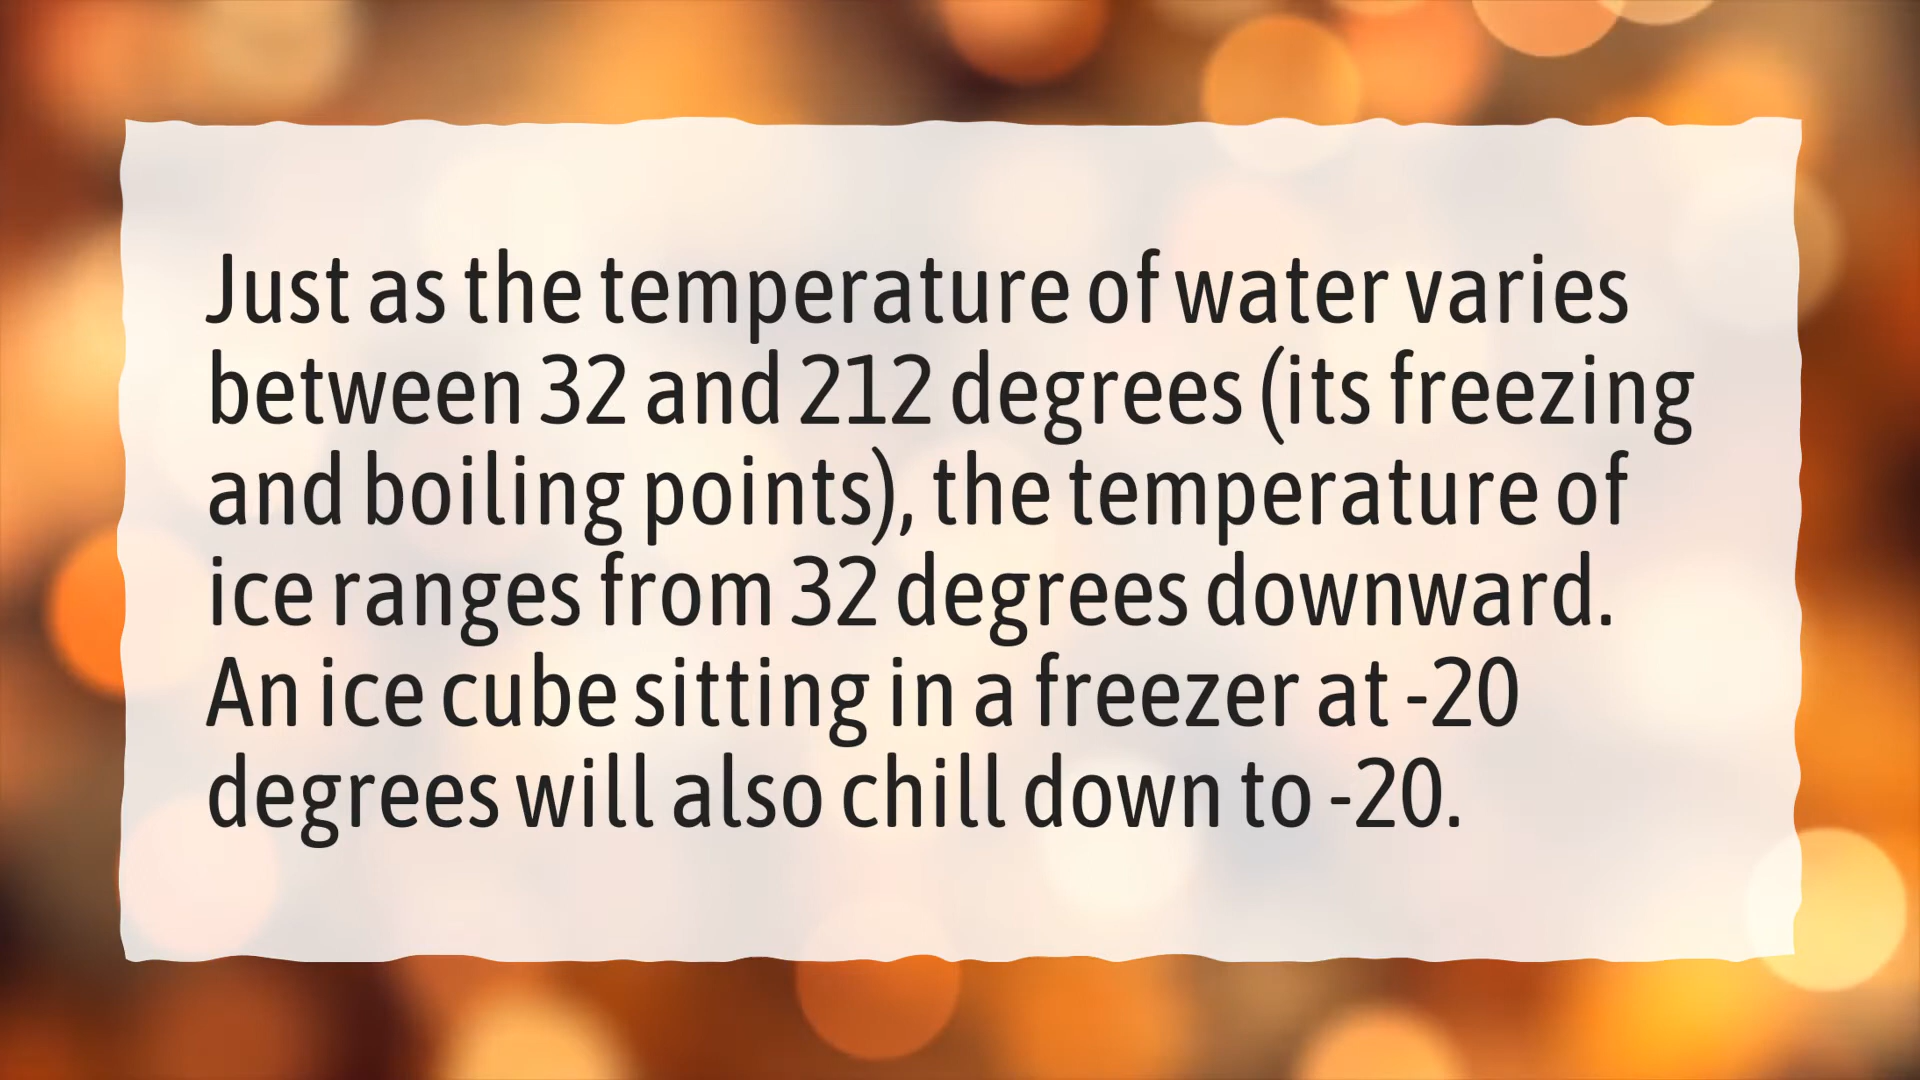 Just as the temperature of water varies
between 32 and 212 degrees (its freezing
and boiling points), the temperature of
ice ranges from 32 degrees downward.
An ice cube sitting in a freezer at -20
degrees will also chill down to -20.